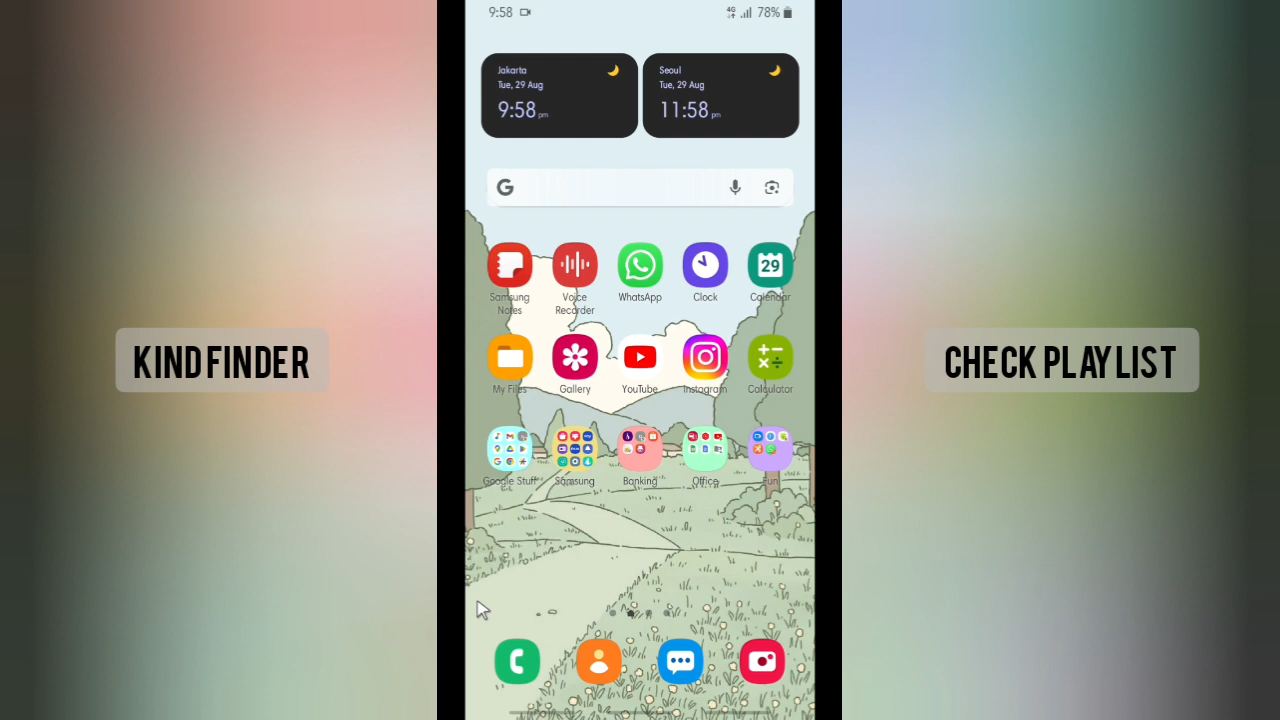 9:58
4G
78%
Jakarta
Tue, 29 Aug
9:58 pm
Seoul
Tue, 29 Aug
11:58 pm
G
Samsung Notes
Voice Recorder
WhatsApp
Clock
29
Calendar
KIND FINDER
CHECK PLAYLIST
My Files
Gallery
YouTube
Instagram
Calculator
Google Stuff
Samsung
Banking
Office
Fun